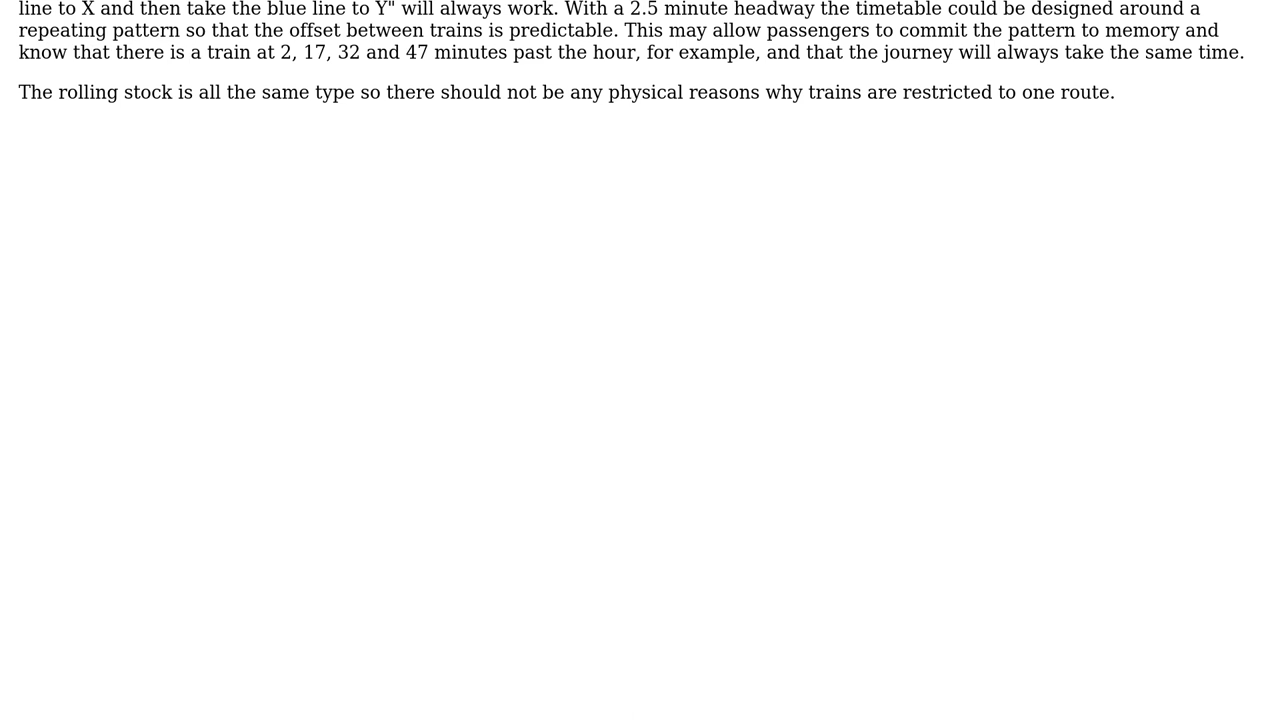 line to X and then take the blue line to Y" will always work. With a 2.5 minute headway the timetable could be designed around a
repeating pattern so that the offset between trains is predictable. This may allow passengers to commit the pattern to memory and
know that there is a train at 2, 17, 32 and 47 minutes past the hour, for example, and that the journey will always take the same time.
The rolling stock is all the same type so there should not be any physical reasons why trains are restricted to one route.